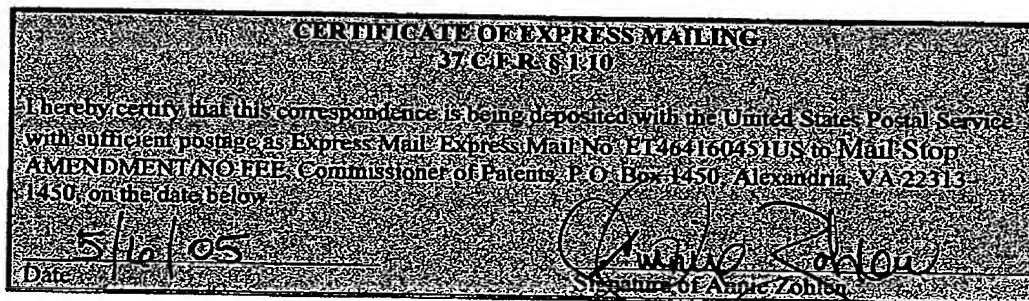 CERTIFICATE OF EXPRESS MAILING
37 C.F.R. § 1.10
I hereby certify that this correspondence is being deposited with the United States Postal Service
with sufficient postage as Express Mail: Express Mail No. ET464160451US to Mail Stop
AMENDMENT/NO FEE, Commissioner of Patents, P.O. Box 1450, Alexandria, VA 22313-
1450, on the date below
5/10/05
Date
Signature of Annie Zohlen